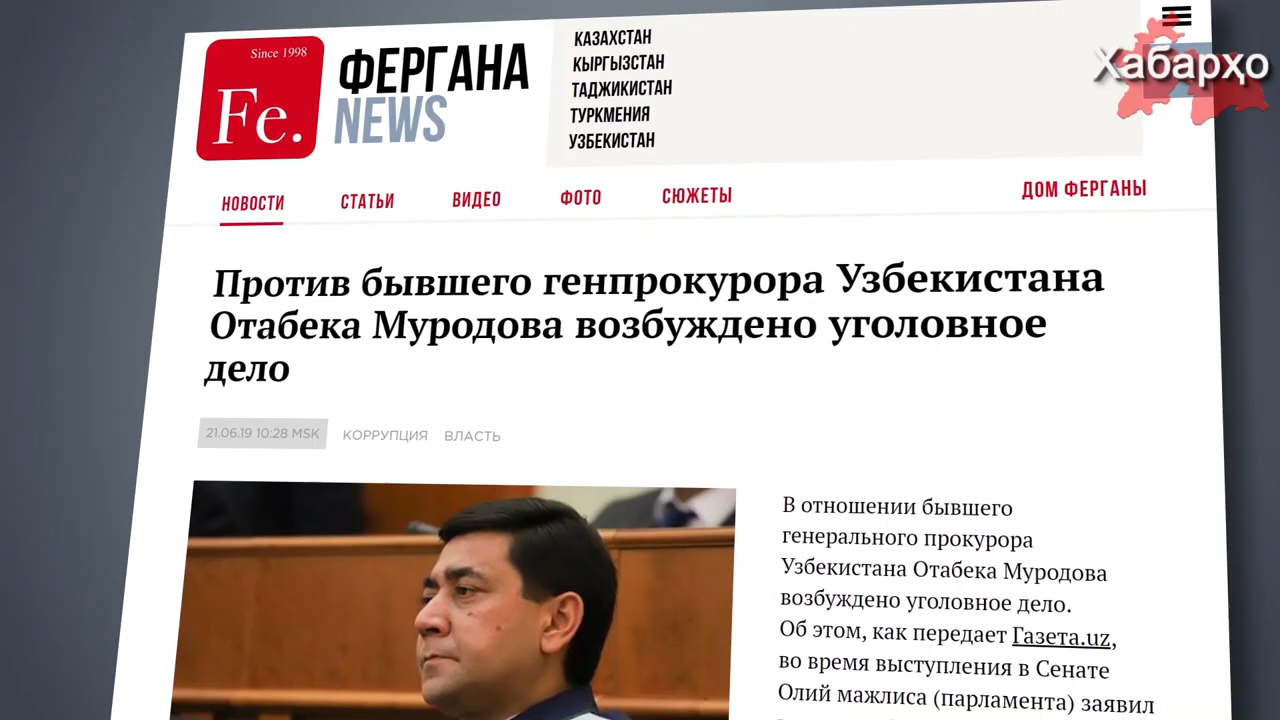 Since 1998
Fe.
ФЕРГАНА
NEWS
КАЗАХСТАН
КЫРГЫЗСТАН
ТАДЖИКИСТАН
ТУРКМЕНИЯ
УЗБЕКИСТАН
Хабарҳо
НОВОСТИ СТАТЬИ ВИДЕО ФОТО СЮЖЕТЫ ДОМ ФЕРГАНЫ
Против бывшего генпрокурора Узбекистана
Отабека Муродова возбуждено уголовное
дело
21.06.19 10:28 MSK КОРРУПЦИЯ ВЛАСТЬ
В отношении бывшего
генерального прокурора
Узбекистана Отабека Муродова
возбуждено уголовное дело.
Об этом, как передает Газета.uz,
во время выступления в Сенате
Олий мажлиса (парламента) заявил